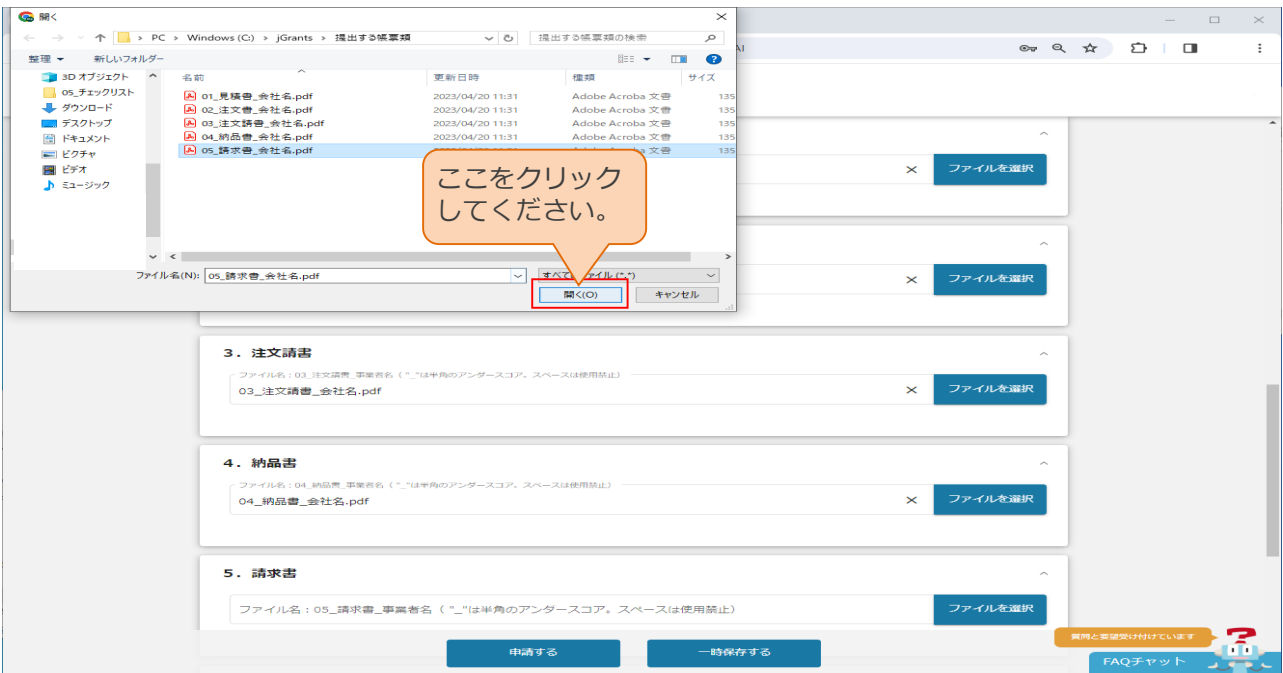 開く
PC > Windows (C:) > jGrants > 提出する帳票類
提出する帳票類の検索
整理 新しいフォルダー
3D オブジェクト
05_チェックリスト
ダウンロード
デスクトップ
ドキュメント
ピクチャ
ビデオ
ミュージック
名前 更新日時 種類 サイズ
01_見積書_会社名.pdf 2023/04/20 11:31 Adobe Acroba 文書 135
02_注文書_会社名.pdf 2023/04/20 11:31 Adobe Acroba 文書 135
03_注文請書_会社名.pdf 2023/04/20 11:31 Adobe Acroba 文書 135
04_納品書_会社名.pdf 2023/04/20 11:31 Adobe Acroba 文書 135
05_請求書_会社名.pdf 文書 135
ここをクリック
してください。
ファイル名(N): 05_請求書_会社名.pdf
(*.*)
開く(O) キャンセル
ファイルを選択
ファイルを選択
3. 注文請書
ファイル名:03_注文請書_事業者名( "_"は半角のアンダースコア。スペースは使用禁止)
03_注文請書_会社名.pdf
ファイルを選択
4. 納品書
ファイル名:04_納品書_事業者名( "_"は半角のアンダースコア。スペースは使用禁止)
04_納品書_会社名.pdf
ファイルを選択
5. 請求書
ファイル名:05_請求書_事業者名( "_"は半角のアンダースコア。スペースは使用禁止)
ファイルを選択
申請する 一時保存する
質問と要望受け付けています
FAQチャット